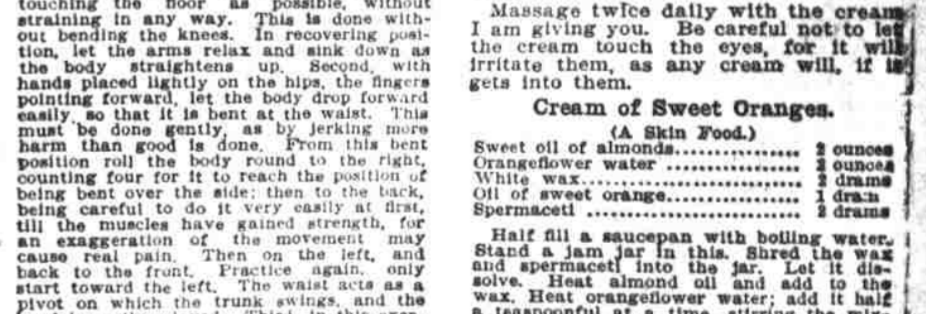 touching the floor as possible, without
straining in any way. This is done with-
out bending the knees. In recovering posi-
tion, let the arms relax and sink down as
the body straightens up. Second, with
hands placed lightly on the hips, the fingers
pointing forward, let the body drop forward
easily, so that it is bent at the waist. This
must be done gently, as by jerking more
harm than good is done. From this bent
position roll the body round to the right,
counting four for it to reach the position of
being bent over the side; then to the back,
being careful to do it very easily at first,
till the muscles have gained strength, for
an exaggeration of the movement may
cause real pain. Then on the left, and
back to the front. Practice again, only
start toward the left. The waist acts as a
pivot on which the trunk swings, and the
Massage twice daily with the cream
I am giving you. Be careful not to let
the cream touch the eyes, for it will
irritate them, as any cream will, if it
gets into them.
Cream of Sweet Oranges.
(A Skin Food.)
Sweet oil of almonds................ 2 ounces
Orangeflower water ................ 2 ounces
White wax........................... 2 drams
Oil of sweet orange................ 1 dram
Spermaceti ......................... 2 drams
Half fill a saucepan with boiling water.
Stand a jam jar in this. Shred the wax
and spermaceti into the jar. Let it dis-
solve. Heat almond oil and add to the
wax. Heat orangeflower water; add it half
a teaspoonful at a time, stirring the